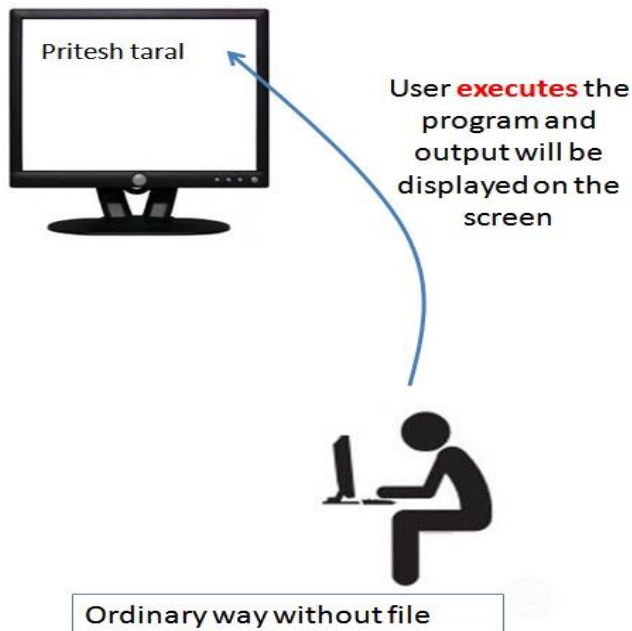 Pritesh taral
User executes the
program and
output will be
displayed on the
screen
Ordinary way without file